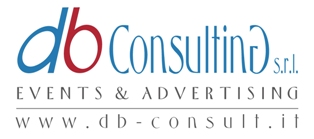 db Consulting s.r.l.
EVENTS & ADVERTISING
www.db-consult.it